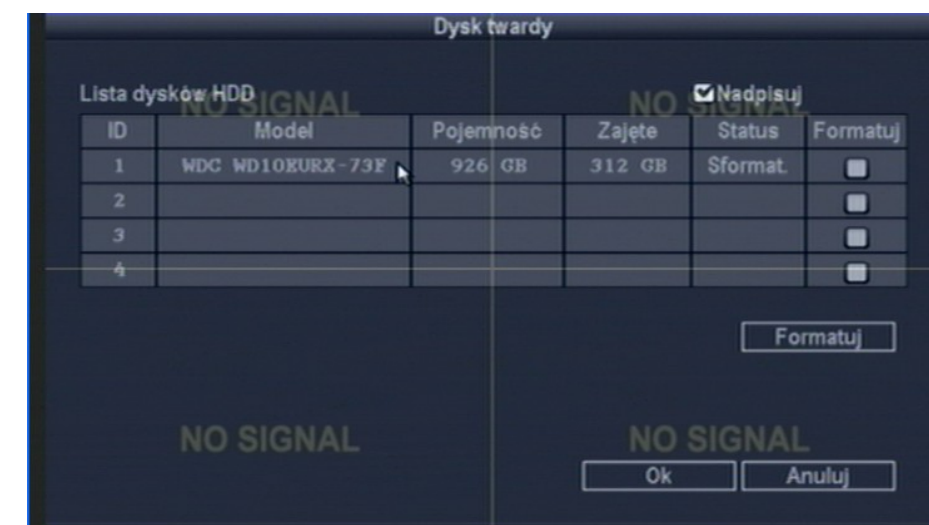 Dysk twardy
Lista dysków HDD Nadpisuj
NO SIGNAL NO SIGNAL
ID Model Pojemność Zajęte Status Formatuj
1 WDC WD10EURX-73F 926 GB 312 GB Sformat.
2
3
4
Formatuj
NO SIGNAL NO SIGNAL
Ok Anuluj